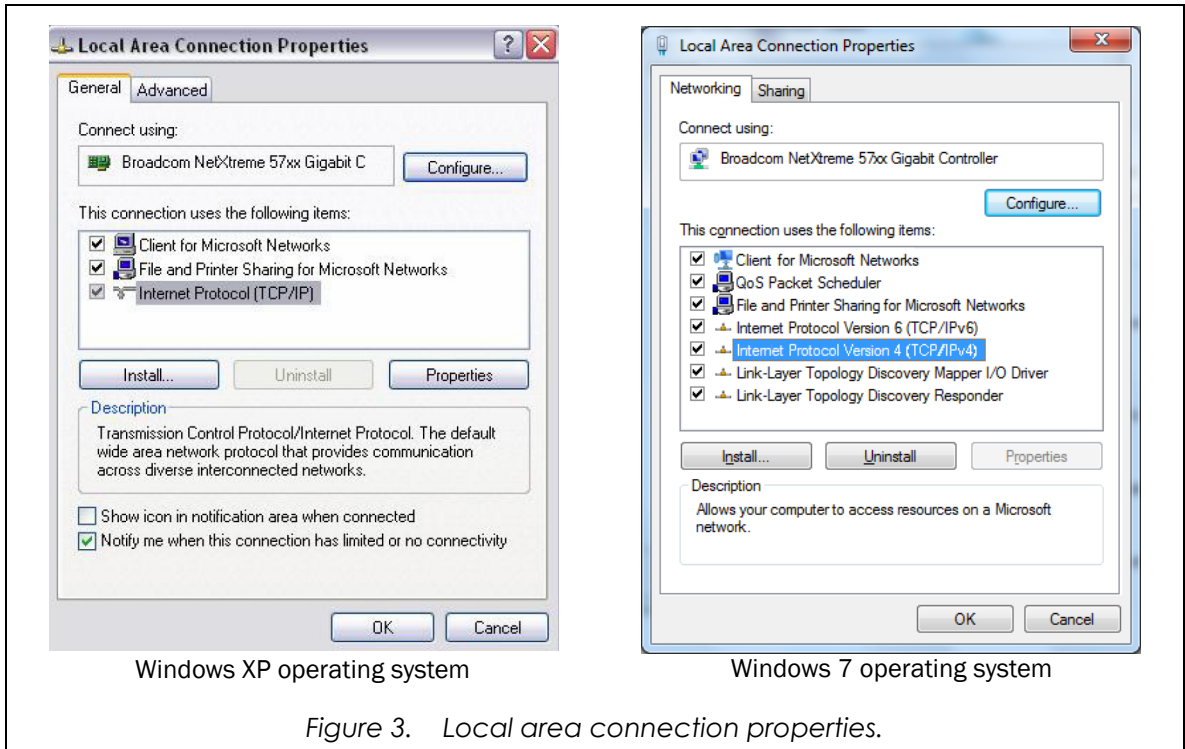 Local Area Connection Properties
General
Advanced
Connect using:
Broadcom NetXtreme 57xx Gigabit C
Configure...
This connection uses the following items:
Client for Microsoft Networks
File and Printer Sharing for Microsoft Networks
Internet Protocol (TCP/IP)
Install...
Uninstall
Properties
Description
Transmission Control Protocol/Internet Protocol. The default
wide area network protocol that provides communication
across diverse interconnected networks.
Show icon in notification area when connected
Notify me when this connection has limited or no connectivity
OK
Cancel
Windows XP operating system
Local Area Connection Properties
Networking
Sharing
Connect using:
Broadcom NetXtreme 57xx Gigabit Controller
Configure...
This connection uses the following items:
Client for Microsoft Networks
QoS Packet Scheduler
File and Printer Sharing for Microsoft Networks
Internet Protocol Version 6 (TCP/IPv6)
Internet Protocol Version 4 (TCP/IPv4)
Link-Layer Topology Discovery Mapper I/O Driver
Link-Layer Topology Discovery Responder
Install...
Uninstall
Properties
Description
Allows your computer to access resources on a Microsoft
network.
OK
Cancel
Windows 7 operating system
Figure 3. Local area connection properties.